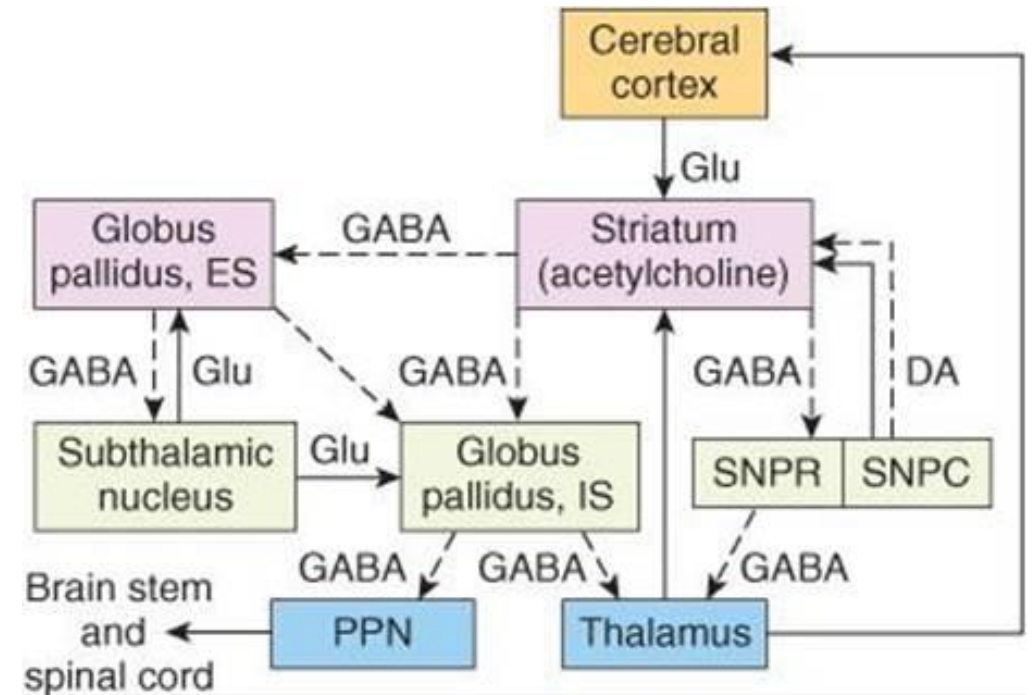 Cerebral
cortex
Glu
Globus
pallidus, ES
GABA
Striatum
(acetylcholine)
GABA
Glu
GABA
GABA
DA
Subthalamic
nucleus
Glu
Globus
pallidus, IS
SNPR
SNPC
GABA
GABA
GABA
Brain stem
and
spinal cord
PPN
Thalamus